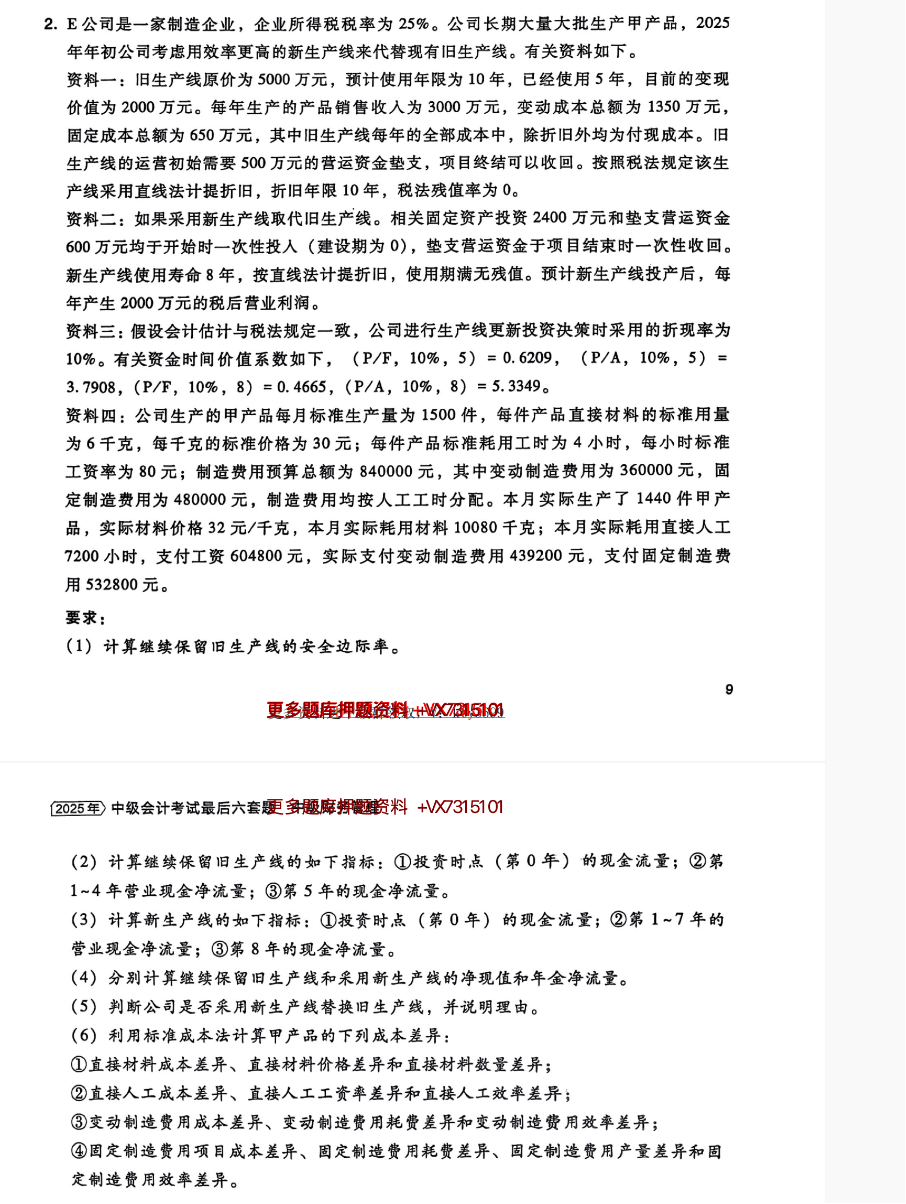 2. E公司是一家制造企业，企业所得税税率为25%。公司长期大量大批生产甲产品，2025
年年初公司考虑用效率更高的新生产线来代替现有旧生产线。有关资料如下。
资料一：旧生产线原价为5000万元，预计使用年限为10年，已经使用5年，目前的变现
价值为2000万元。每年生产的产品销售收入为3000万元，变动成本总额为1350万元，
固定成本总额为650万元，其中旧生产线每年的全部成本中，除折旧外均为付现成本。旧
生产线的运营初始需要500万元的营运资金垫支，项目终结可以收回。按照税法规定该生
产线采用直线法计提折旧，折旧年限10年，税法残值率为0。
资料二：如果采用新生产线取代旧生产线。相关固定资产投资2400万元和垫支营运资金
600万元均于开始时一次性投入（建设期为0），垫支营运资金于项目结束时一次性收回。
新生产线使用寿命8年，按直线法计提折旧，使用期满无残值。预计新生产线投产后，每
年产生2000万元的税后营业利润。
资料三：假设会计估计与税法规定一致，公司进行生产线更新投资决策时采用的折现率为
10%。有关资金时间价值系数如下，（P/F，10%，5）=0.6209，（P/A，10%，5）=
3.7908，（P/F，10%，8）=0.4665，（P/A，10%，8）=5.3349。
资料四：公司生产的甲产品每月标准生产量为1500件，每件产品直接材料的标准用量
为6千克，每千克的标准价格为30元；每件产品标准耗用工时为4小时，每小时标准
工资率为80元；制造费用预算总额为840000元，其中变动制造费用为360000元，固
定制造费用为480000元，制造费用均按人工工时分配。本月实际生产了1440件甲产
品，实际材料价格32元/千克，本月实际耗用材料10080千克；本月实际耗用直接人工
7200小时，支付工资604800元，实际支付变动制造费用439200元，支付固定制造费
用532800元。
要求：
（1）计算继续保留旧生产线的安全边际率。
9
更多题库押题资料 +VX7315101
2025年 中级会计考试最后六套题 更多题库押题资料 +VX7315101
（2）计算继续保留旧生产线的如下指标：①投资时点（第0年）的现金流量；②第
1~4年营业现金净流量；③第5年的现金净流量。
（3）计算新生产线的如下指标：①投资时点（第0年）的现金流量；②第1~7年的
营业现金净流量；③第8年的现金净流量。
（4）分别计算继续保留旧生产线和采用新生产线的净现值和年金净流量。
（5）判断公司是否采用新生产线替换旧生产线，并说明理由。
（6）利用标准成本法计算甲产品的下列成本差异：
①直接材料成本差异、直接材料价格差异和直接材料数量差异；
②直接人工成本差异、直接人工工资率差异和直接人工效率差异；
③变动制造费用成本差异、变动制造费用耗费差异和变动制造费用效率差异；
④固定制造费用项目成本差异、固定制造费用耗费差异、固定制造费用产量差异和固
定制造费用效率差异。